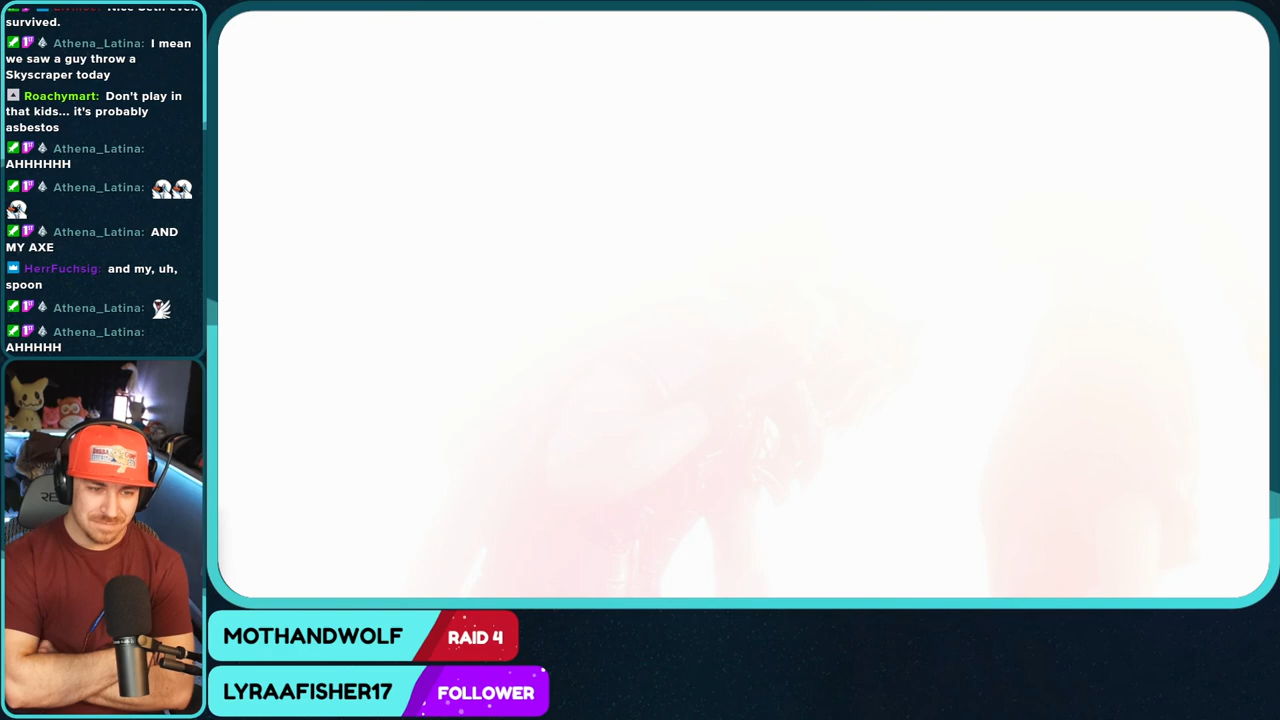 survived.
Athena_Latina: I mean
we saw a guy throw a
Skyscraper today
Roachymart: Don't play in
that kids... it's probably
asbestos
Athena_Latina:
AHHHHHH
Athena_Latina:
Athena_Latina: AND
MY AXE
HerrFuchsig: and my, uh,
spoon
Athena_Latina:
Athena_Latina:
AHHHHH
MOTHANDWOLF RAID 4
LYRAAFISHER17 FOLLOWER